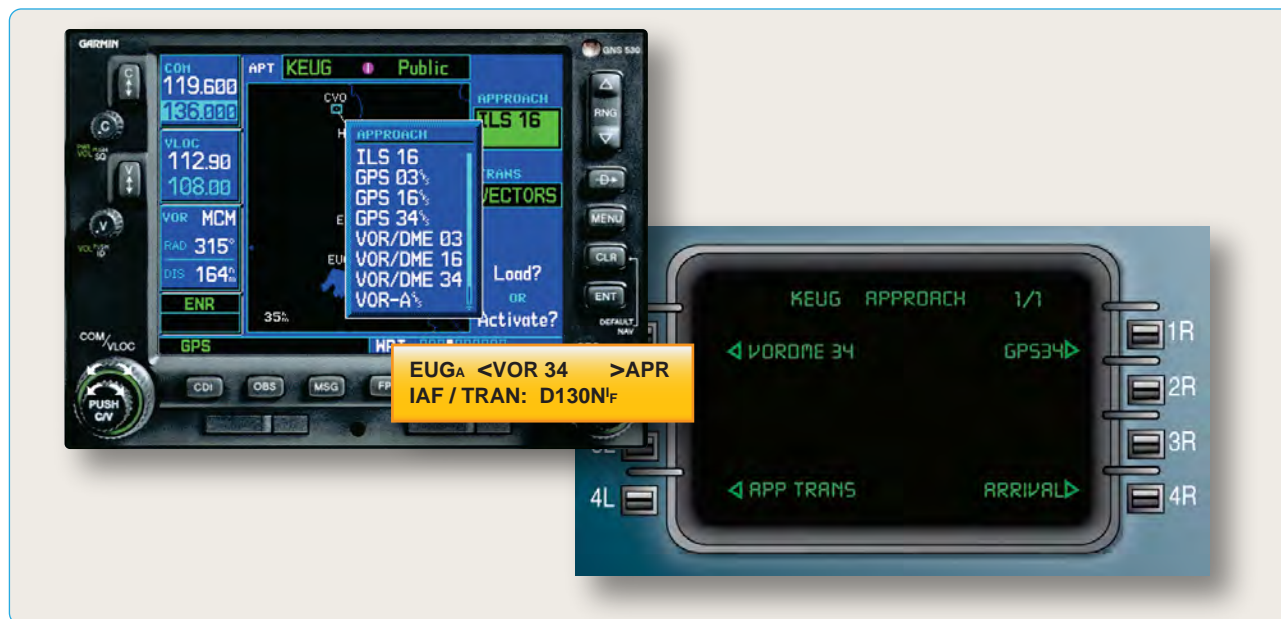 GARMIN
GNS 530
COM
119.600
136.000
VLOC
112.90
108.00
VOR MCM
RAD 315°
DIS 164
ENR
GPS
APT KEUG Public
CVO
H
E
EU
35
APPROACH
ILS 16
TRANS
VECTORS
Load?
OR
Activate?
APPROACH
ILS 16
GPS 03
GPS 16
GPS 34
VOR/DME 03
VOR/DME 16
VOR/DME 34
VOR-A
C
C
V
V
COM/VLOC
PUSH
C/V
RNG
D
MENU
CLR
ENT
DEFAULT
NAV
CDI
OBS
MSG
FP
EUGA <VOR 34 >APR
IAF / TRAN: D130NIF
KEUG APPROACH 1/1
VORDME 34 GPS34
APP TRANS ARRIVAL
1R
2R
3R
4L
4R